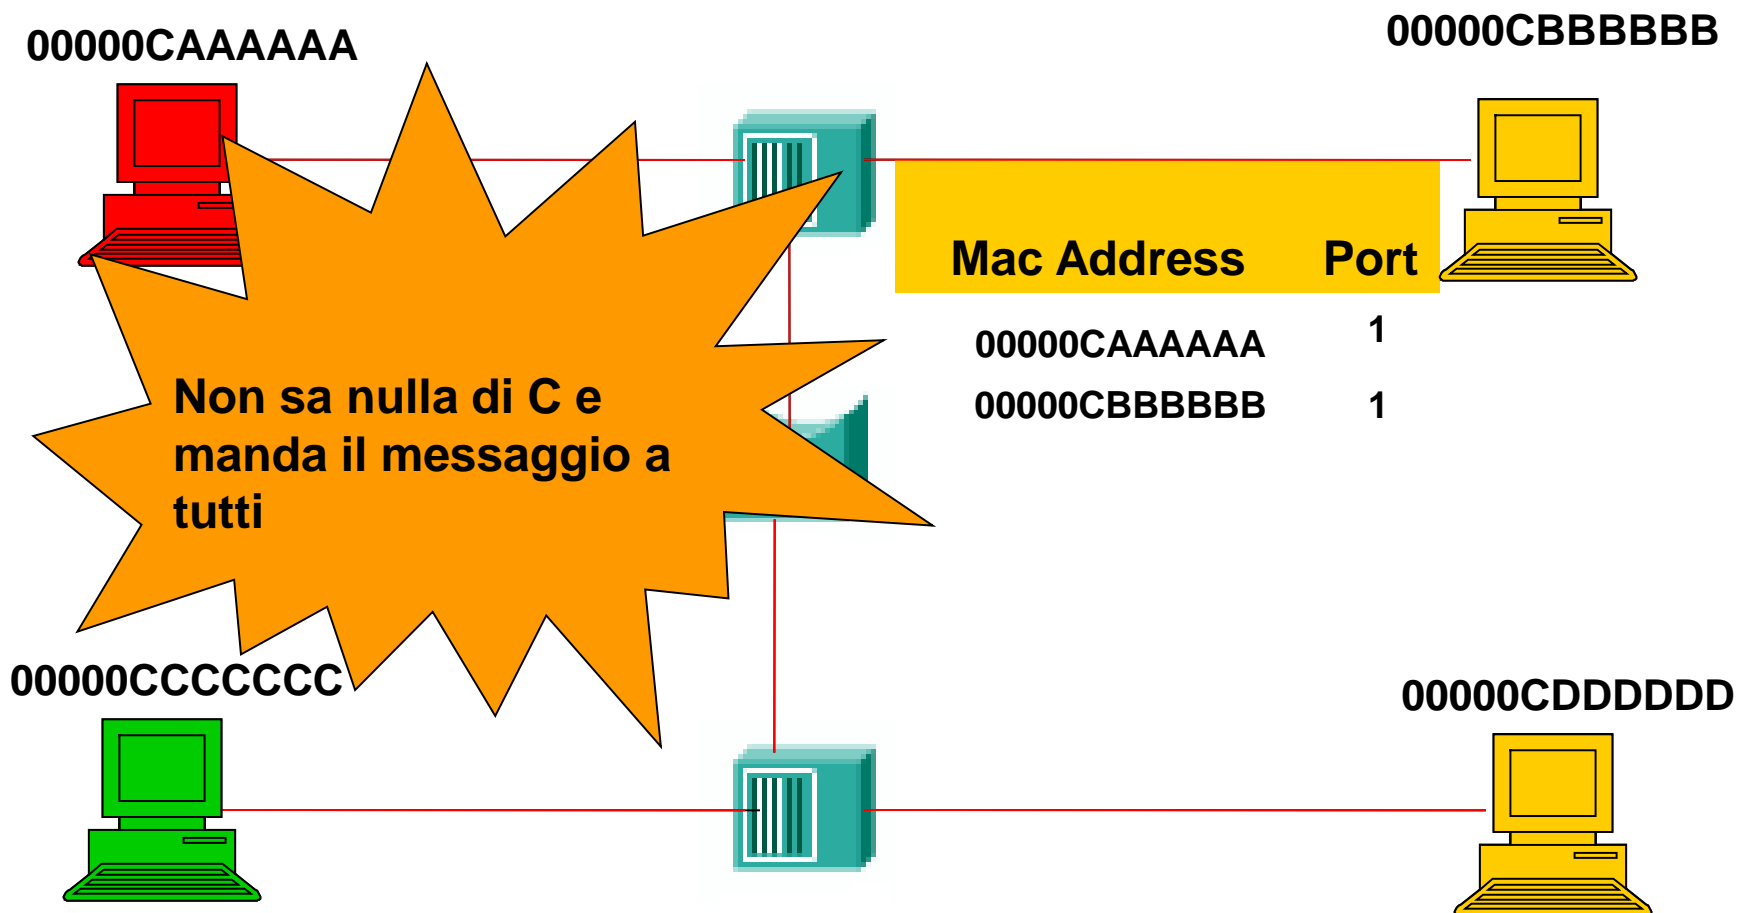 00000CAAAAAA
00000CBBBBBB
Mac Address Port
00000CAAAAAA 1
00000CBBBBBB 1
Non sa nulla di C e
manda il messaggio a
tutti
00000CCCCCCC
00000CDDDDDD